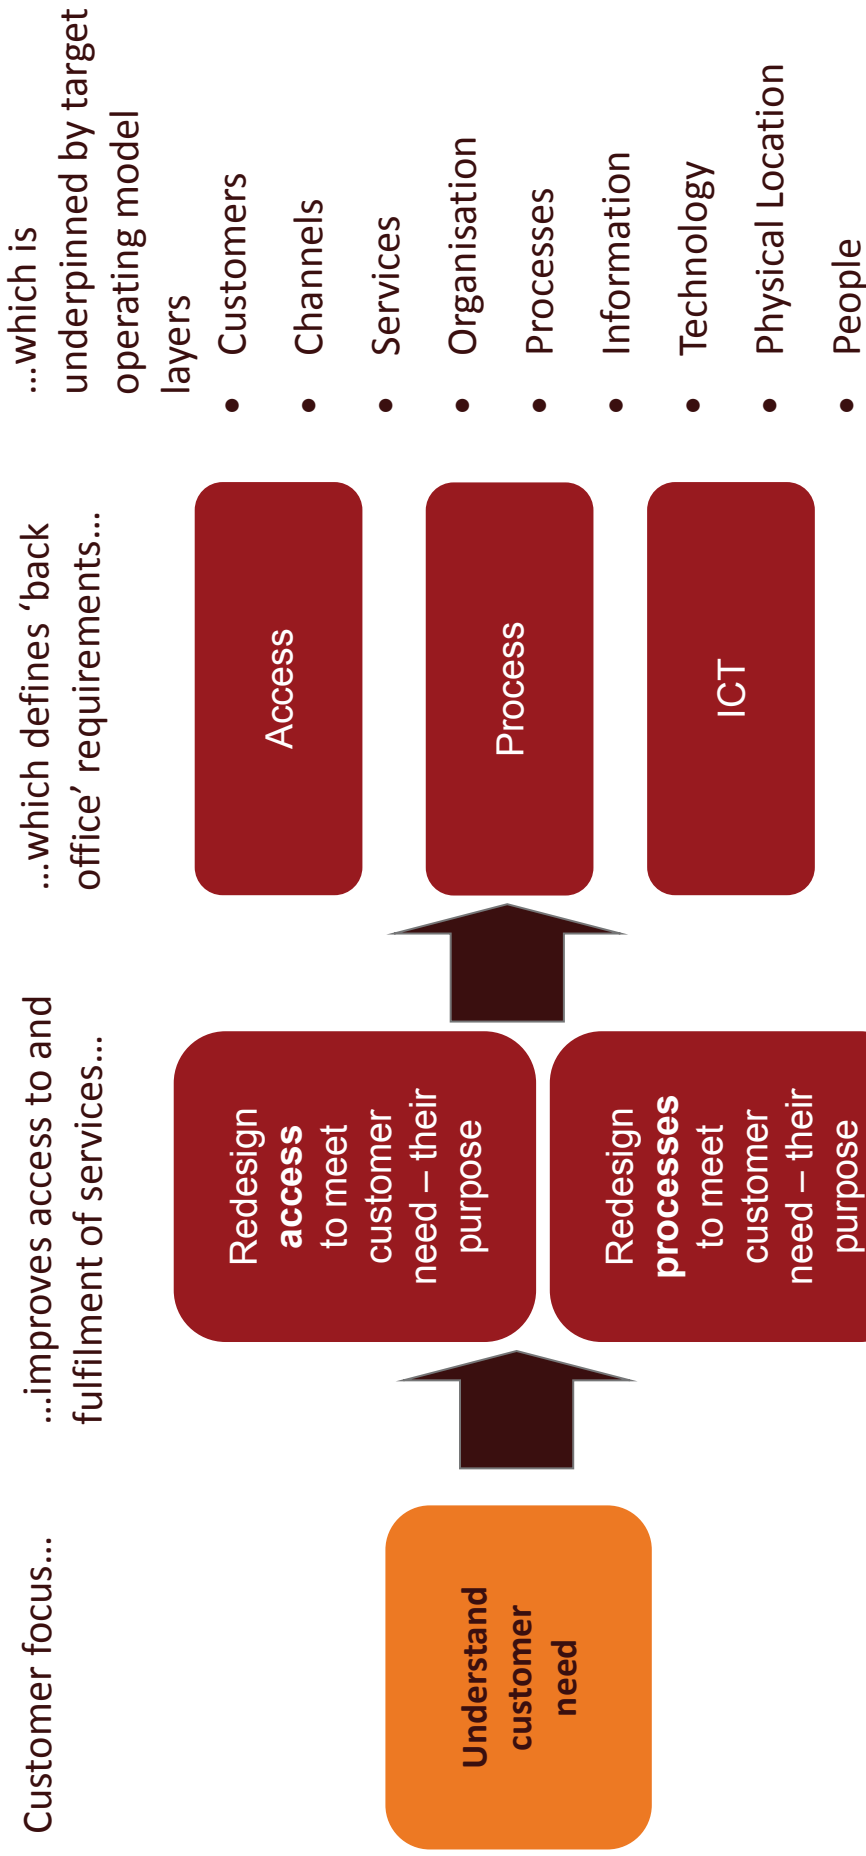 Customer focus...
Understand
customer
need
...improves access to and
fulfilment of services...
Redesign
access
to meet
customer
need – their
purpose
Redesign
processes
to meet
customer
need – their
purpose
...which defines ‘back
office’ requirements...
Access
Process
ICT
...which is
underpinned by target
operating model
layers
• Customers
• Channels
• Services
• Organisation
• Processes
• Information
• Technology
• Physical Location
• People